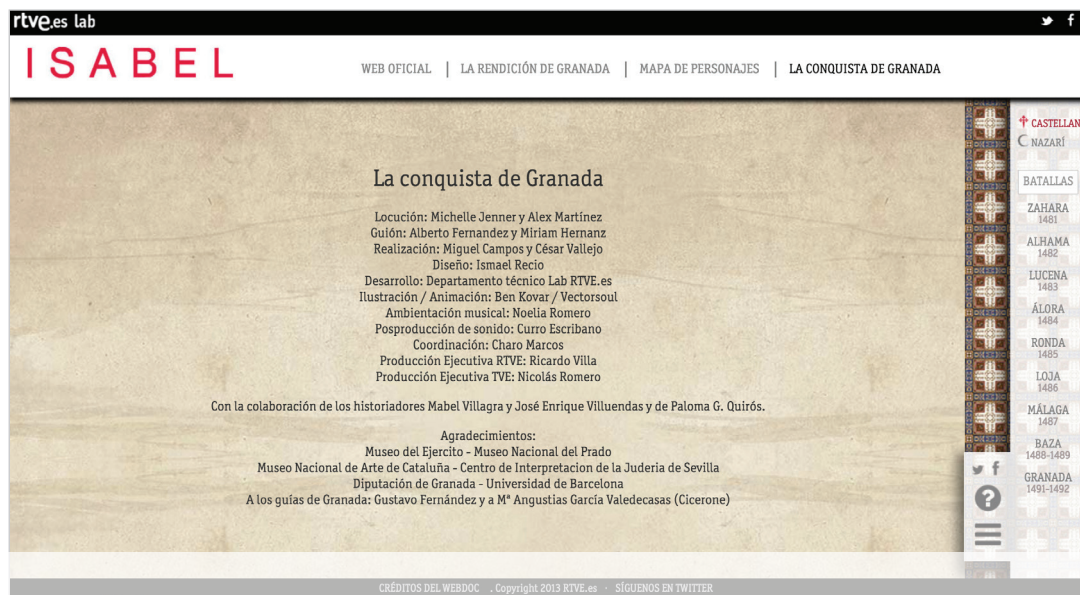 rtve.es lab
ISABEL
WEB OFICIAL | LA RENDICIÓN DE GRANADA | MAPA DE PERSONAJES | LA CONQUISTA DE GRANADA
La conquista de Granada
Locución: Michelle Jenner y Alex Martínez
Guión: Alberto Fernandez y Miriam Hernanz
Realización: Miguel Campos y César Vallejo
Diseño: Ismael Recio
Desarrollo: Departamento técnico Lab RTVE.es
Ilustración / Animación: Ben Kovar / Vectorsoul
Ambientación musical: Noelia Romero
Posproducción de sonido: Curro Escribano
Coordinación: Charo Marcos
Producción Ejecutiva RTVE: Ricardo Villa
Producción Ejecutiva TVE: Nicolás Romero
Con la colaboración de los historiadores Mabel Villagra y José Enrique Villuendas y de Paloma G. Quirós.
Agradecimientos:
Museo del Ejercito - Museo Nacional del Prado
Museo Nacional de Arte de Cataluña - Centro de Interpretacion de la Juderia de Sevilla
Diputación de Granada - Universidad de Barcelona
A los guías de Granada: Gustavo Fernández y a Mª Angustias García Valedecasas (Cicerone)
CASTELLAN
NAZARÍ
BATALLAS
ZAHARA
1481
ALHAMA
1482
LUCENA
1483
ÁLORA
1484
RONDA
1485
LOJA
1486
MÁLAGA
1487
BAZA
1488-1489
GRANADA
1491-1492
?
CRÉDITOS DEL WEBDOC . Copyright 2013 RTVE.es · SÍGUENOS EN TWITTER